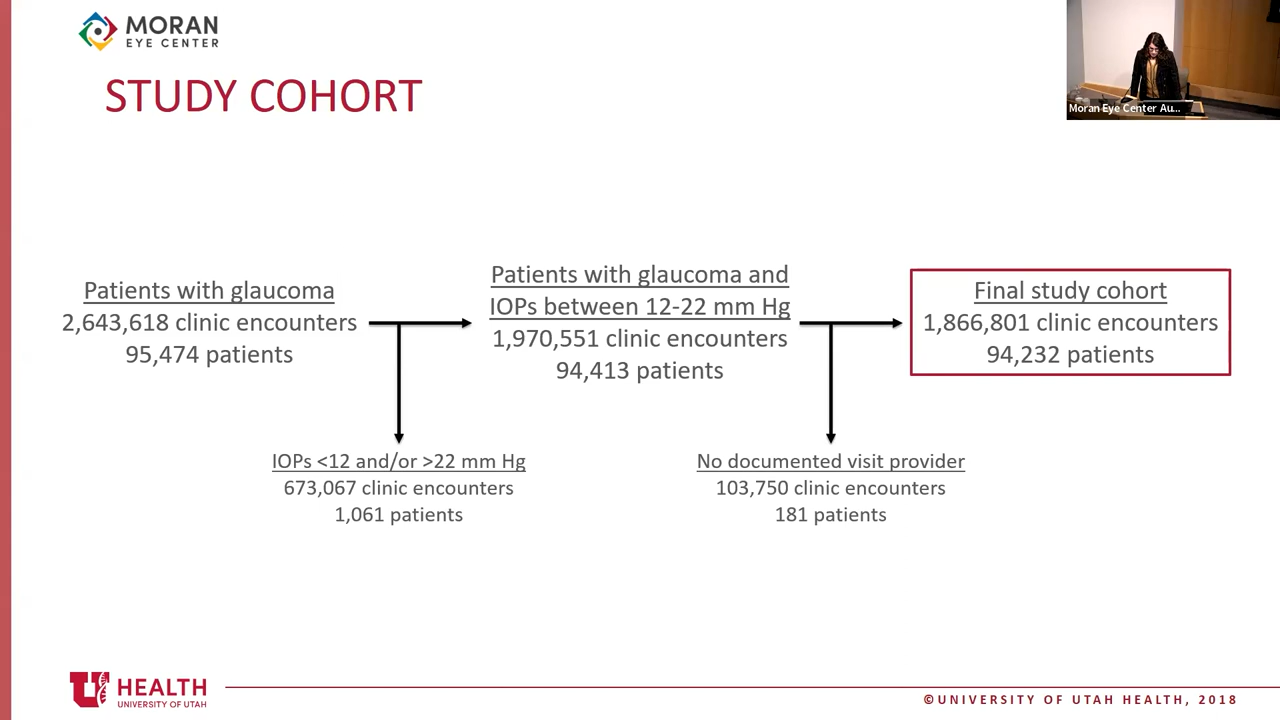 MORAN
EYE CENTER
STUDY COHORT
Moran Eye Center Au...
Patients with glaucoma
2,643,618 clinic encounters
95,474 patients
Patients with glaucoma and
IOPs between 12-22 mm Hg
1,970,551 clinic encounters
94,413 patients
Final study cohort
1,866,801 clinic encounters
94,232 patients
IOPs <12 and/or >22 mm Hg
673,067 clinic encounters
1,061 patients
No documented visit provider
103,750 clinic encounters
181 patients
U HEALTH
UNIVERSITY OF UTAH
©UNIVERSITY OF UTAH HEALTH, 2018